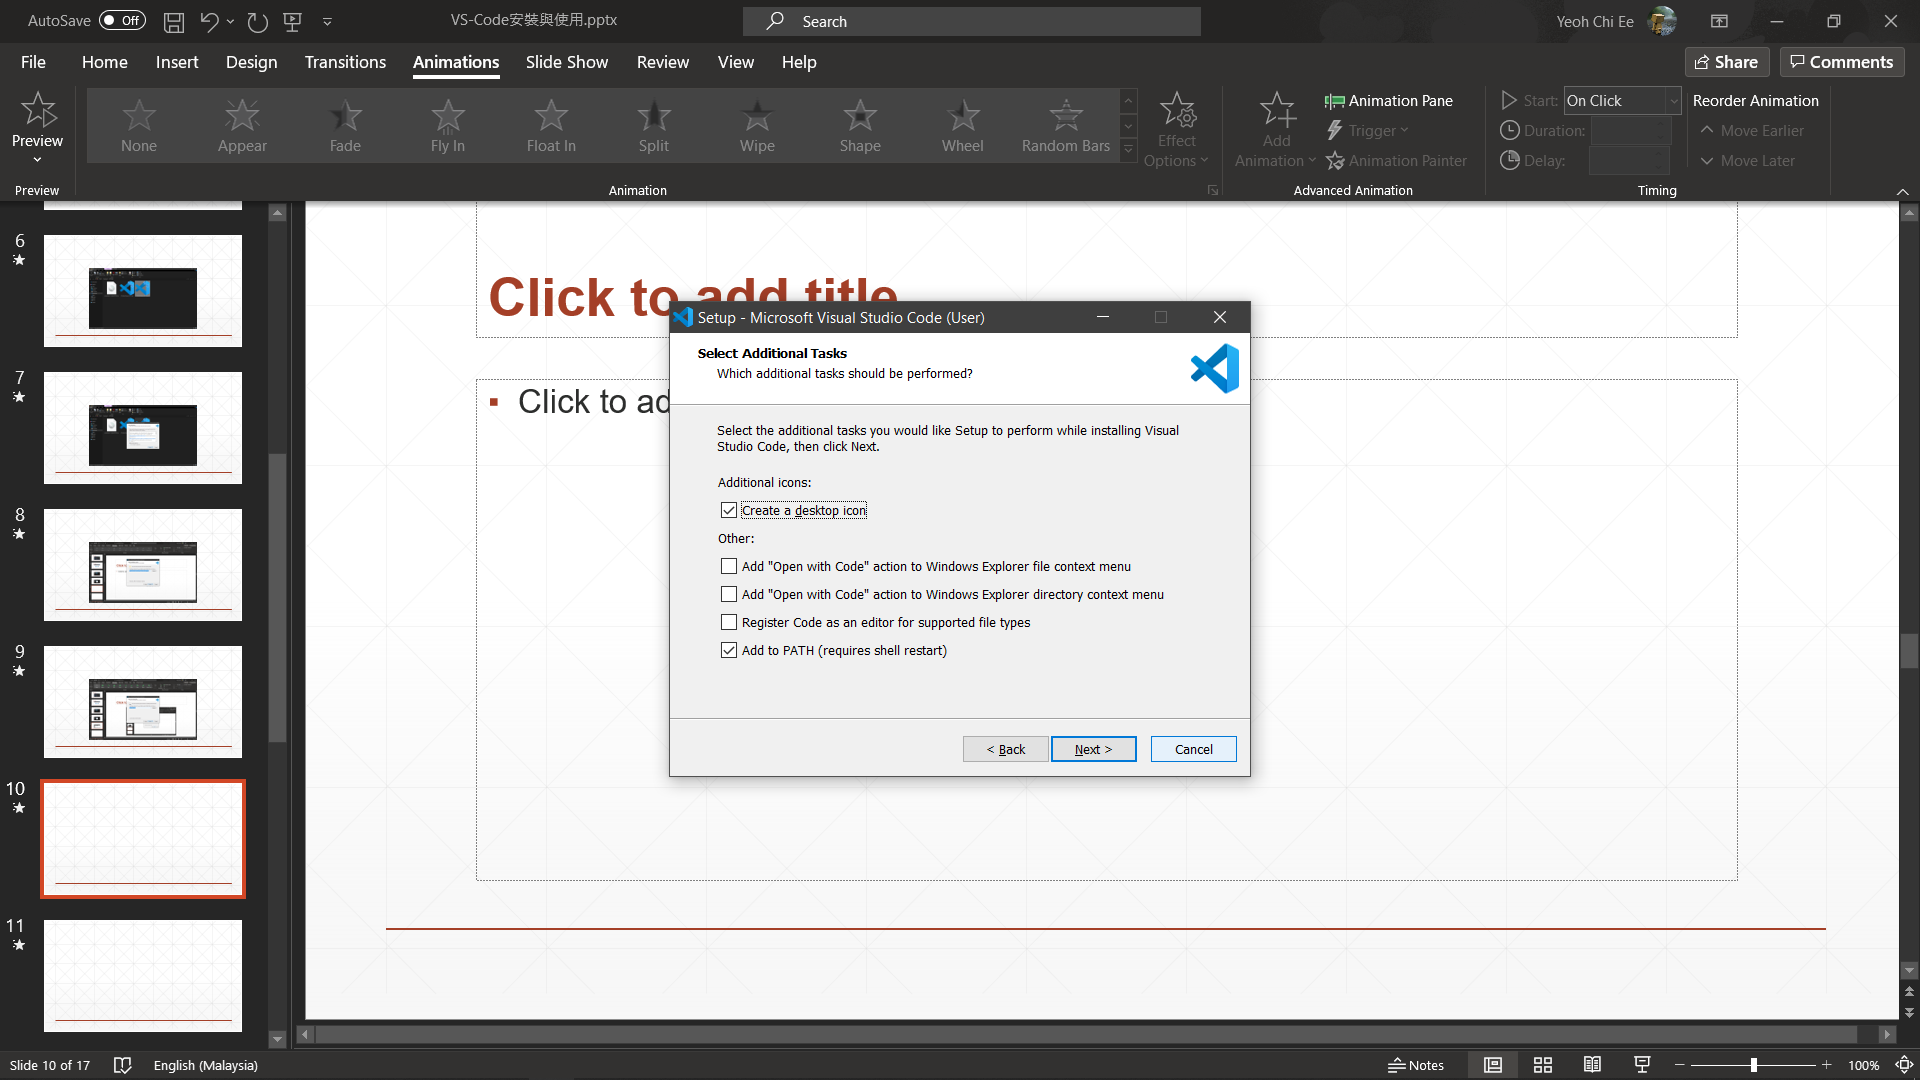 AutoSave Off
VS-Code安裝與使用.pptx
Search
Yeoh Chi Ee
File Home Insert Design Transitions Animations Slide Show Review View Help
Share Comments
Preview
None Appear Fade Fly In Float In Split Wipe Shape Wheel Random Bars
Effect Options
Add Animation
Animation Pane
Trigger
Animation Painter
Start: On Click
Duration:
Delay:
Reorder Animation
Move Earlier
Move Later
Preview Animation Advanced Animation Timing
6
7
8
9
10
11
Click to add title
Click to ad
Setup - Microsoft Visual Studio Code (User)
Select Additional Tasks
Which additional tasks should be performed?
Select the additional tasks you would like Setup to perform while installing Visual
Studio Code, then click Next.
Additional icons:
Create a desktop icon
Other:
Add "Open with Code" action to Windows Explorer file context menu
Add "Open with Code" action to Windows Explorer directory context menu
Register Code as an editor for supported file types
Add to PATH (requires shell restart)
< Back Next > Cancel
Slide 10 of 17 English (Malaysia) Notes 100%